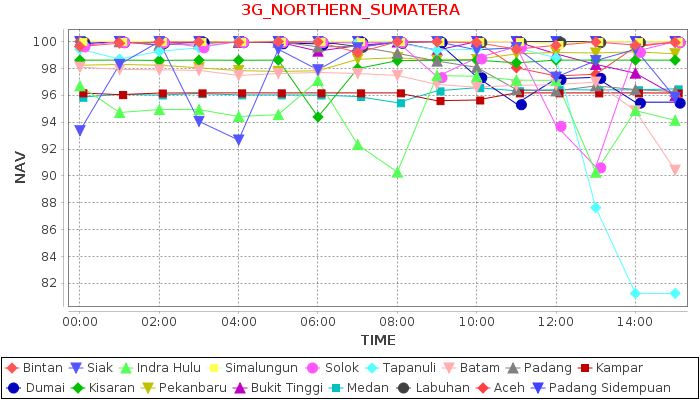 3G_NORTHERN_SUMATERA
NAV
100
98
96
94
92
90
88
86
84
82
00:00 02:00 04:00 06:00 08:00 10:00 12:00 14:00
TIME
Bintan Siak Indra Hulu Simalungun Solok Tapanuli Batam Padang Kampar
Dumai Kisaran Pekanbaru Bukit Tinggi Medan Labuhan Aceh Padang Sidempuan